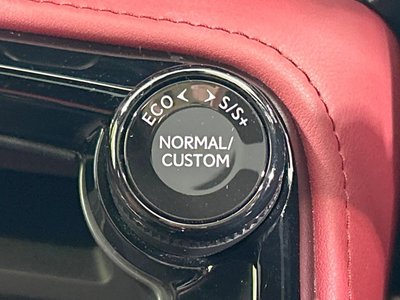 ECO < > S/S+
NORMAL/
CUSTOM